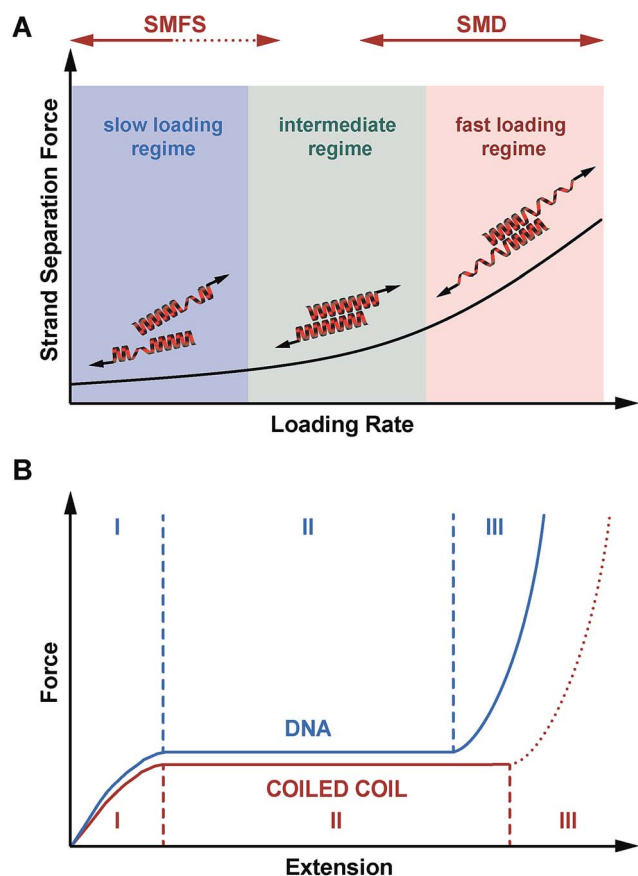 A
SMFS
SMD
Strand Separation Force
slow loading
regime
intermediate
regime
fast loading
regime
Loading Rate
B
I
II
III
Force
DNA
COILED COIL
I
II
III
Extension